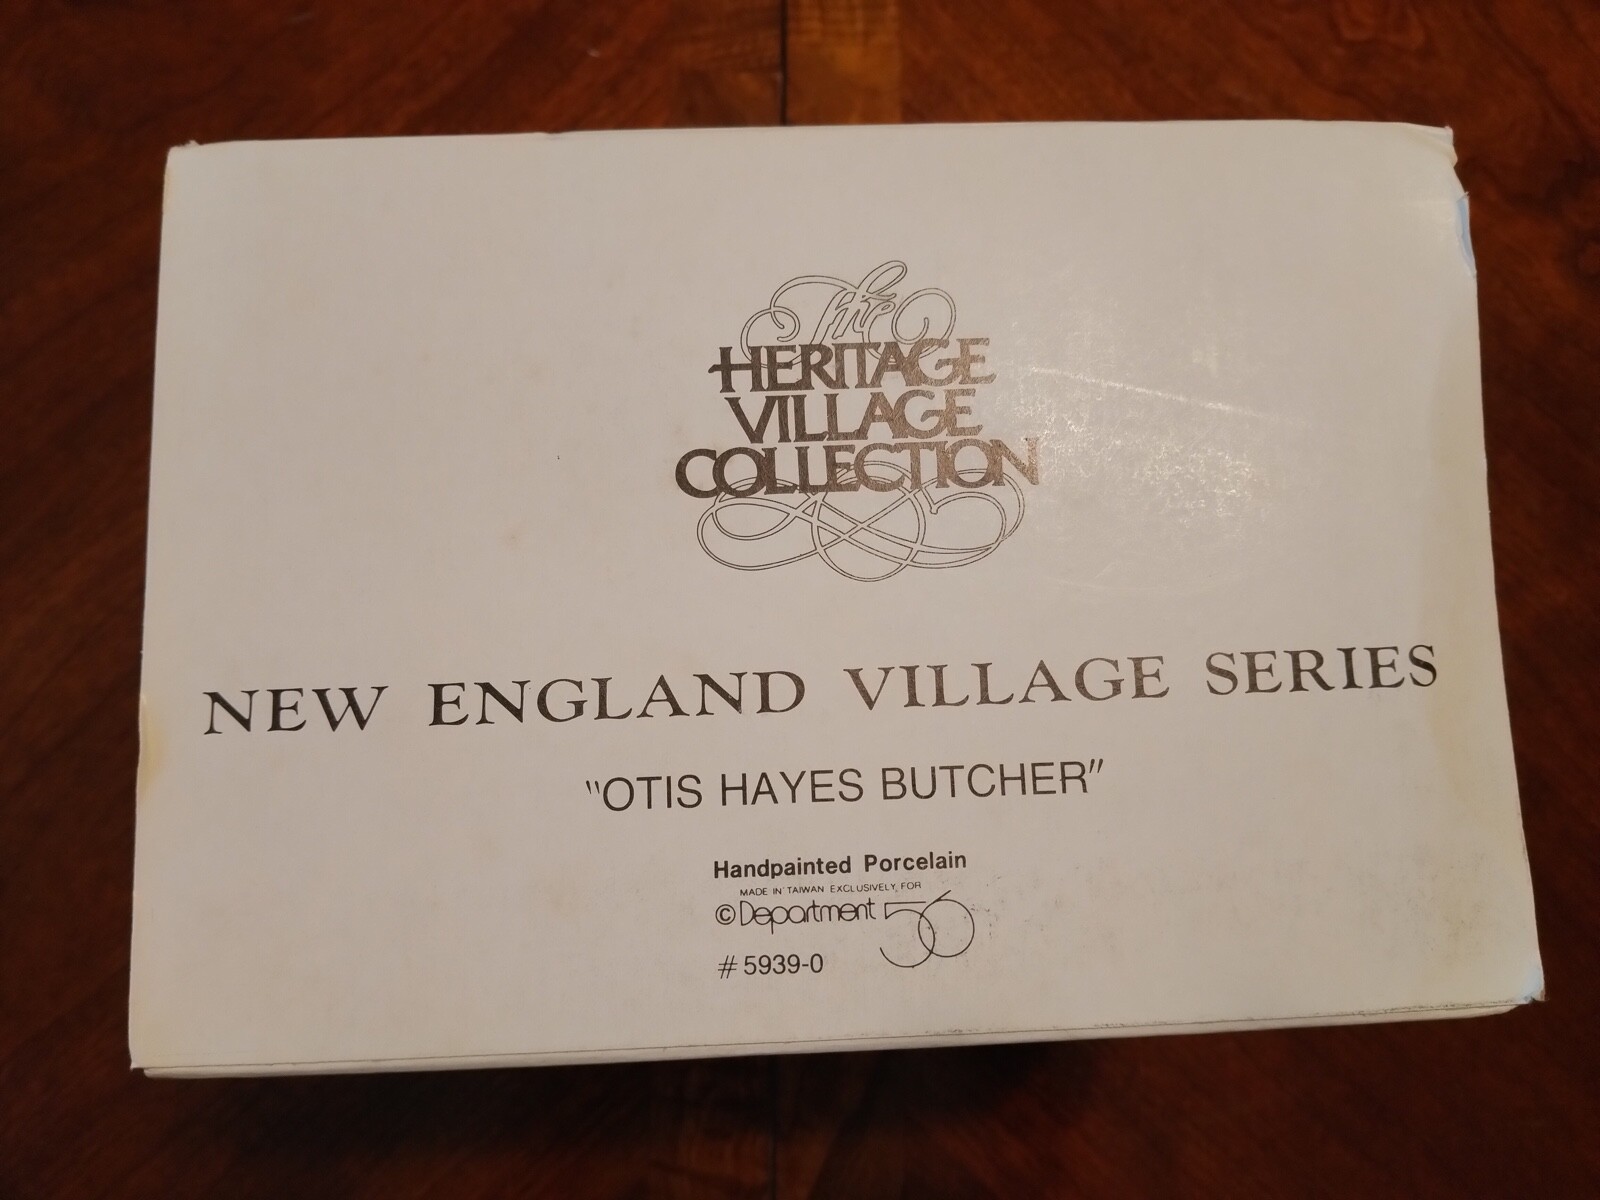 The
HERITAGE
VILLAGE
COLLECTION
NEW ENGLAND VILLAGE SERIES
"OTIS HAYES BUTCHER"
Handpainted Porcelain
MADE IN TAIWAN EXCLUSIVELY FOR
©Department 56
# 5939-0